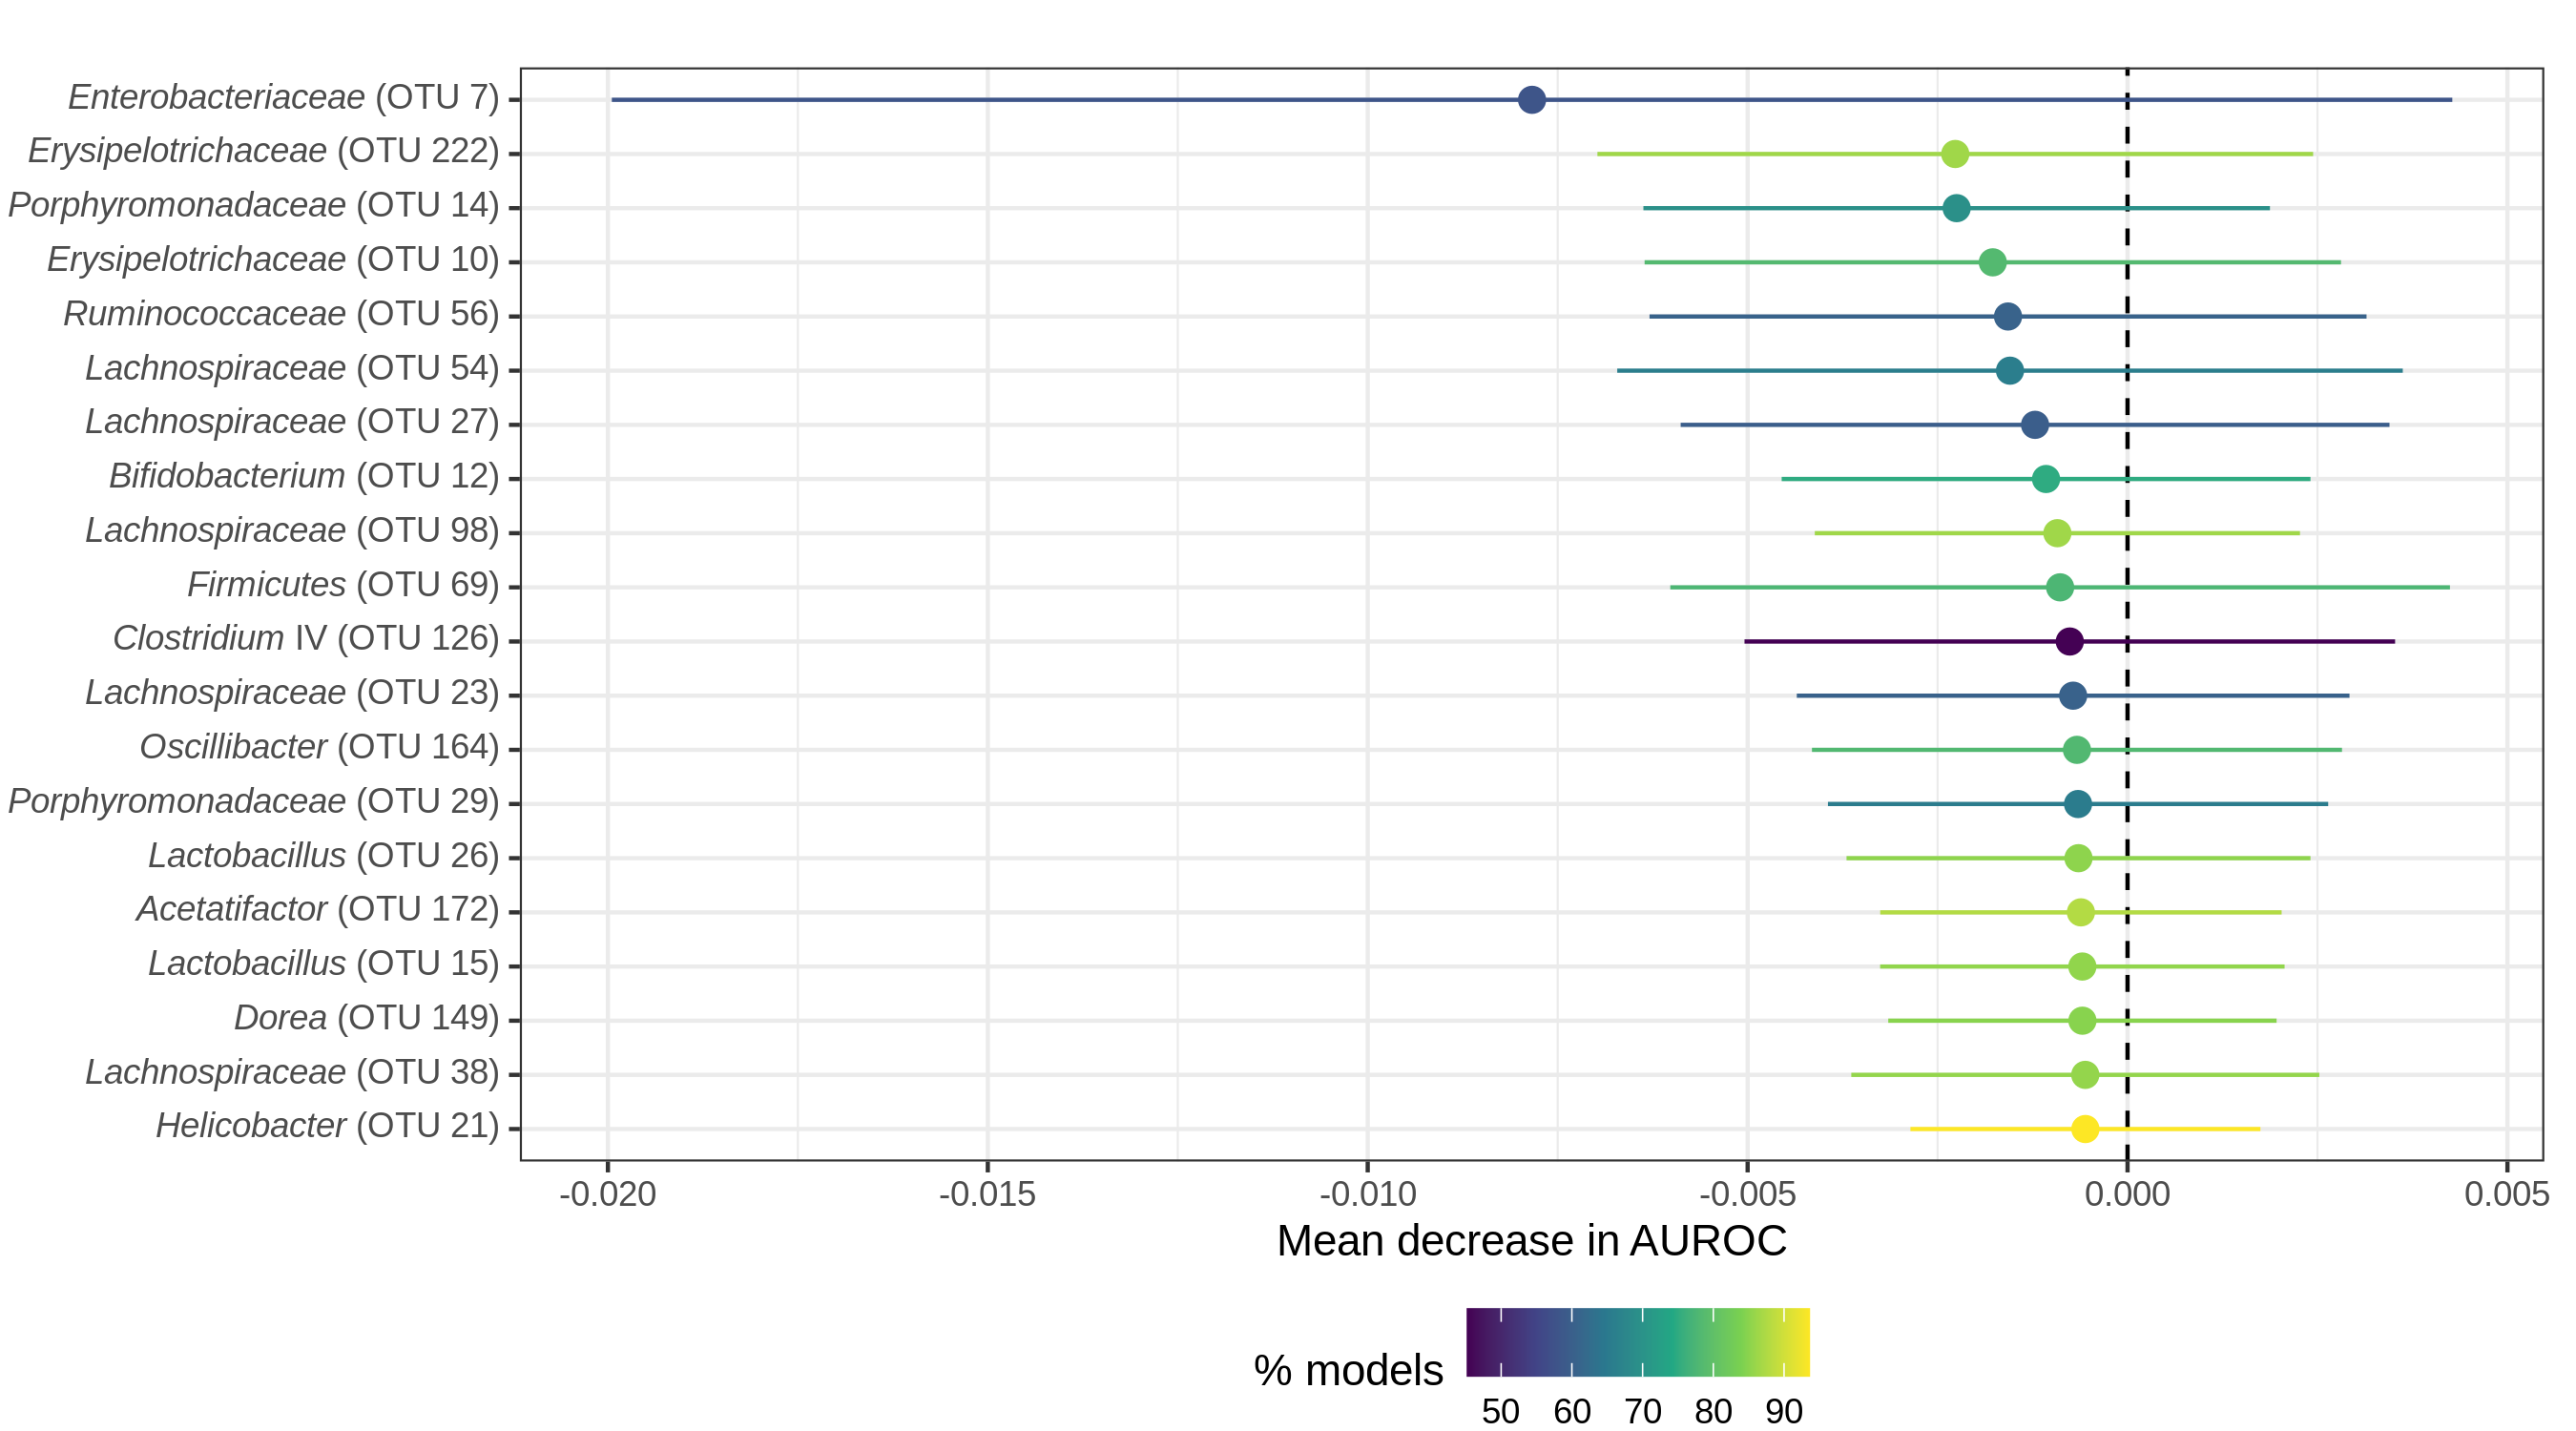 Enterobacteriaceae (OTU 7)
Erysipelotrichaceae (OTU 222)
Porphyromonadaceae (OTU 14)
Erysipelotrichaceae (OTU 10)
Ruminococcaceae (OTU 56)
Lachnospiraceae (OTU 54)
Lachnospiraceae (OTU 27)
Bifidobacterium (OTU 12)
Lachnospiraceae (OTU 98)
Firmicutes (OTU 69)
Clostridium IV (OTU 126)
Lachnospiraceae (OTU 23)
Oscillibacter (OTU 164)
Porphyromonadaceae (OTU 29)
Lactobacillus (OTU 26)
Acetatifactor (OTU 172)
Lactobacillus (OTU 15)
Dorea (OTU 149)
Lachnospiraceae (OTU 38)
Helicobacter (OTU 21)
-0.020 -0.015 -0.010 -0.005 0.000 0.005
Mean decrease in AUROC
% models
50 60 70 80 90